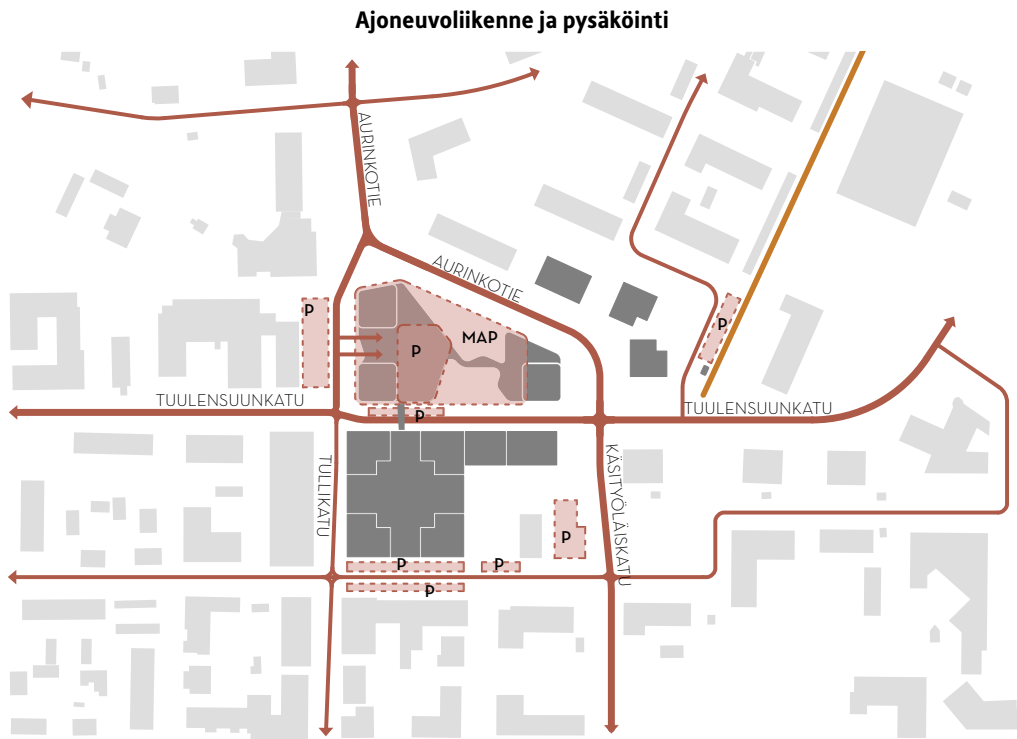 Ajoneuvoliikenne ja pysäköinti
AURINKOTIE
AURINKOTIE
P
MAP
P
P
P
TUULENSUUNKATU
TUULENSUUNKATU
TULLIKATU
KÄSITYÖLÄISKATU
P
P
P
P